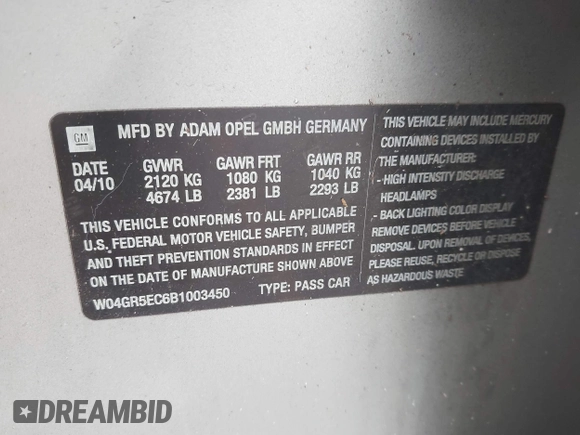 GM
MFD BY ADAM OPEL GMBH GERMANY
DATE GVWR GAWR FRT GAWR RR
04/10 2120 KG 1080 KG 1040 KG
4674 LB 2381 LB 2293 LB
THIS VEHICLE CONFORMS TO ALL APPLICABLE
U.S. FEDERAL MOTOR VEHICLE SAFETY, BUMPER
AND THEFT PREVENTION STANDARDS IN EFFECT
ON THE DATE OF MANUFACTURE SHOWN ABOVE
W04GR5EC6B1003450 TYPE: PASS CAR
THIS VEHICLE MAY INCLUDE MERCURY
CONTAINING DEVICES INSTALLED BY
THE MANUFACTURER:
- HIGH INTENSITY DISCHARGE
HEADLAMPS
- BACK LIGHTING COLOR DISPLAY
REMOVE DEVICES BEFORE VEHICLE
DISPOSAL. UPON REMOVAL OF DEVICES,
PLEASE REUSE, RECYCLE OR DISPOSE
AS HAZARDOUS WASTE
DREAMBID